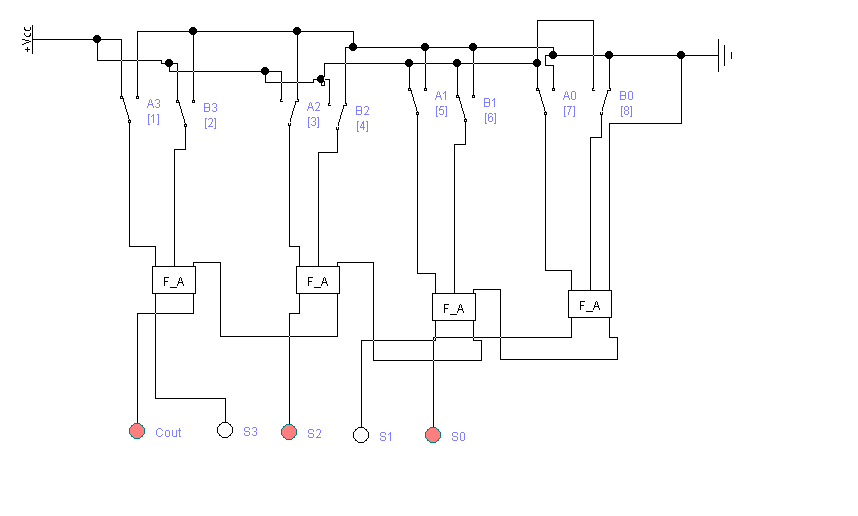 +Vcc
A3
[1]
B3
[2]
A2
[3]
B2
[4]
A1
[5]
B1
[6]
A0
[7]
B0
[8]
F_A
F_A
F_A
F_A
Cout
S3
S2
S1
S0